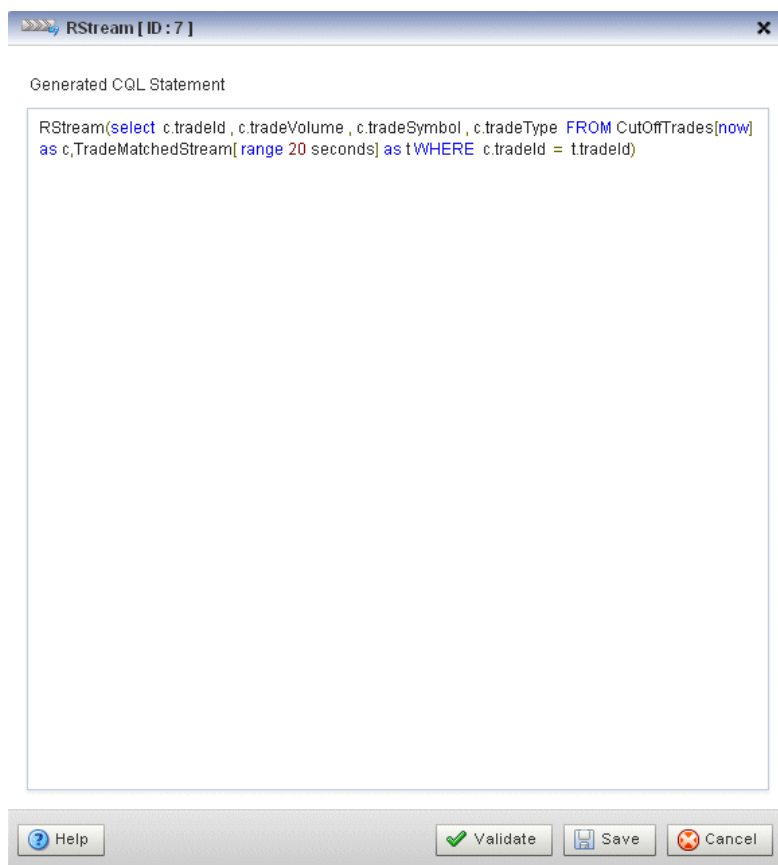 RStream [ ID : 7 ]
Generated CQL Statement
RStream(select c.tradeId , c.tradeVolume , c.tradeSymbol , c.tradeType FROM CutOffTrades[now]
as c,TradeMatchedStream[ range 20 seconds] as t WHERE c.tradeId = t.tradeId)
Help Validate Save Cancel